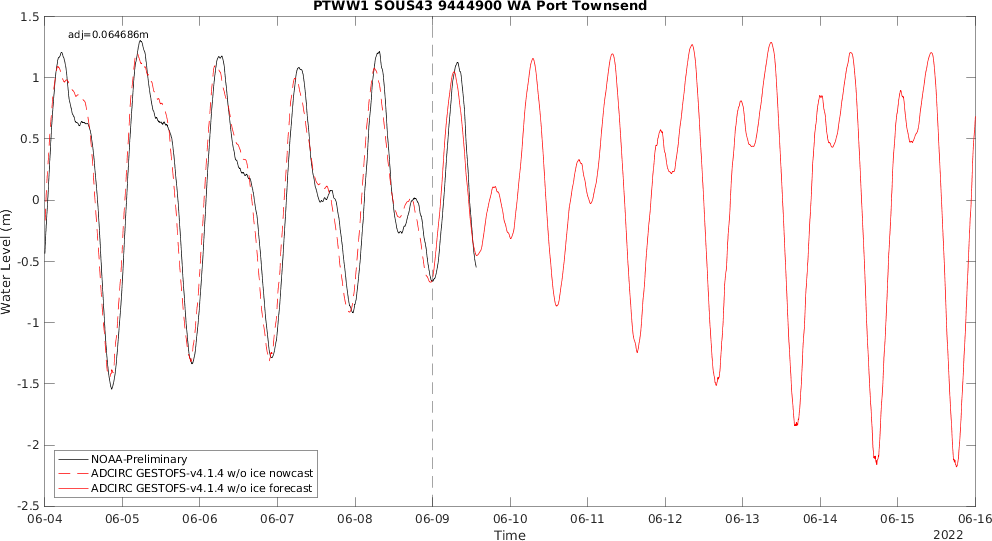 PTWW1 SOUS43 9444900 WA Port Townsend
adj=0.064686m
1.5
1
0.5
0
-0.5
-1
-1.5
-2
-2.5
Water Level (m)
NOAA-Preliminary
ADCIRC GESTOFS-v4.1.4 w/o ice nowcast
ADCIRC GESTOFS-v4.1.4 w/o ice forecast
06-04 06-05 06-06 06-07 06-08 06-09 06-10 06-11 06-12 06-13 06-14 06-15 06-16
Time
2022